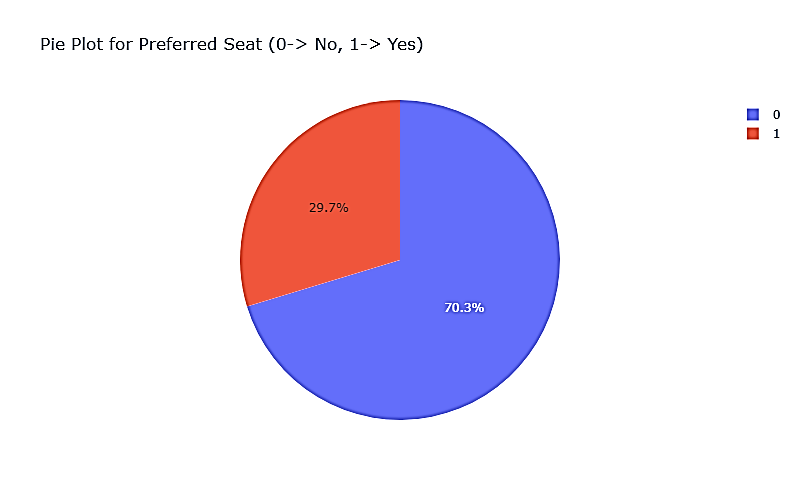 Pie Plot for Preferred Seat (0-> No, 1-> Yes)
0
1
29.7%
70.3%